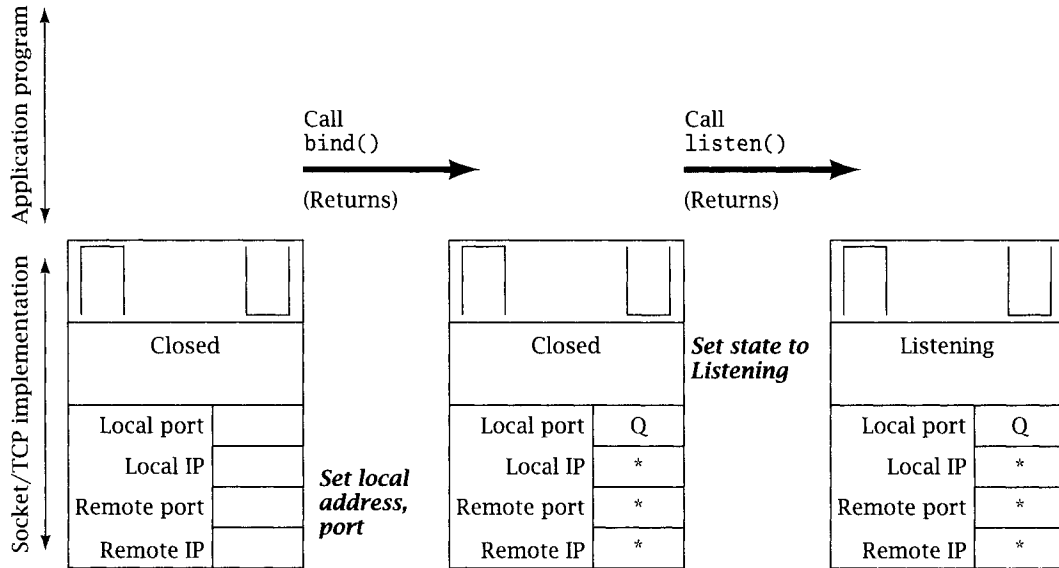 Application program
Call
bind()
(Returns)
Call
listen()
(Returns)
Socket/TCP implementation
Closed
Local port
Local IP
Remote port
Remote IP
Set local
address,
port
Closed
Local port Q
Local IP *
Remote port *
Remote IP *
Set state to
Listening
Listening
Local port Q
Local IP *
Remote port *
Remote IP *